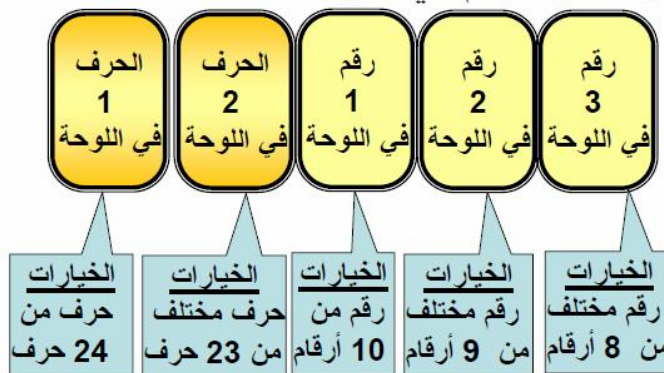 رقم
3
في اللوحة
رقم
2
في اللوحة
رقم
1
في اللوحة
الحرف
2
في اللوحة
الحرف
1
في اللوحة
الخيارات
رقم مختلف
من 8 أرقام
الخيارات
رقم مختلف
من 9 أرقام
الخيارات
رقم من
10 أرقام
الخيارات
حرف مختلف
من 23 حرف
الخيارات
حرف من
24 حرف